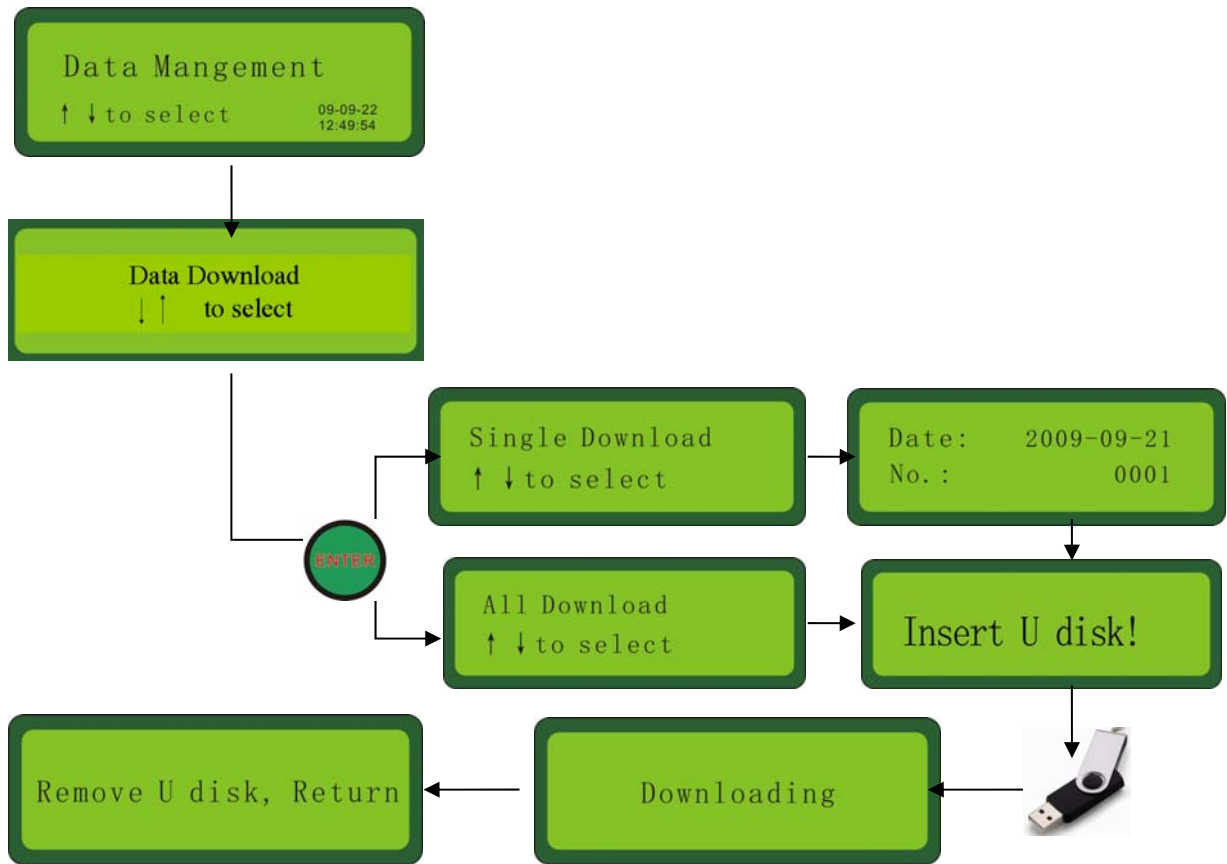 Data Mangement
↑ ↓to select
09-09-22
12:49:54
Data Download
↓ ↑ to select
ENTER
Single Download
↑ ↓to select
Date: 2009-09-21
No.: 0001
All Download
↑ ↓to select
Insert U disk!
Downloading
Remove U disk, Return